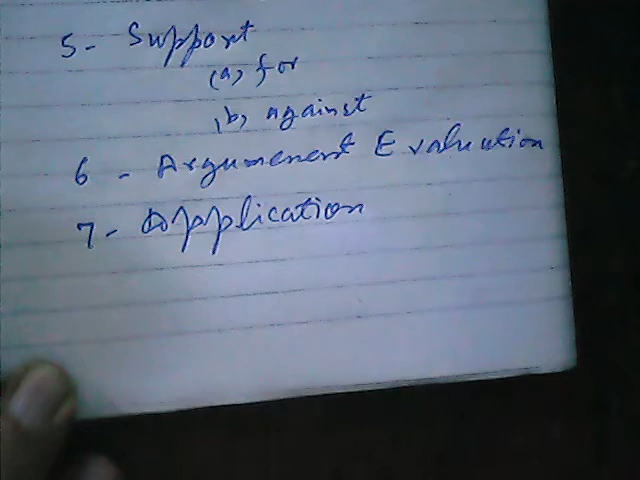 5- Support
(a) for
(b) against
6 - Argumenent Evaluation
7- Application